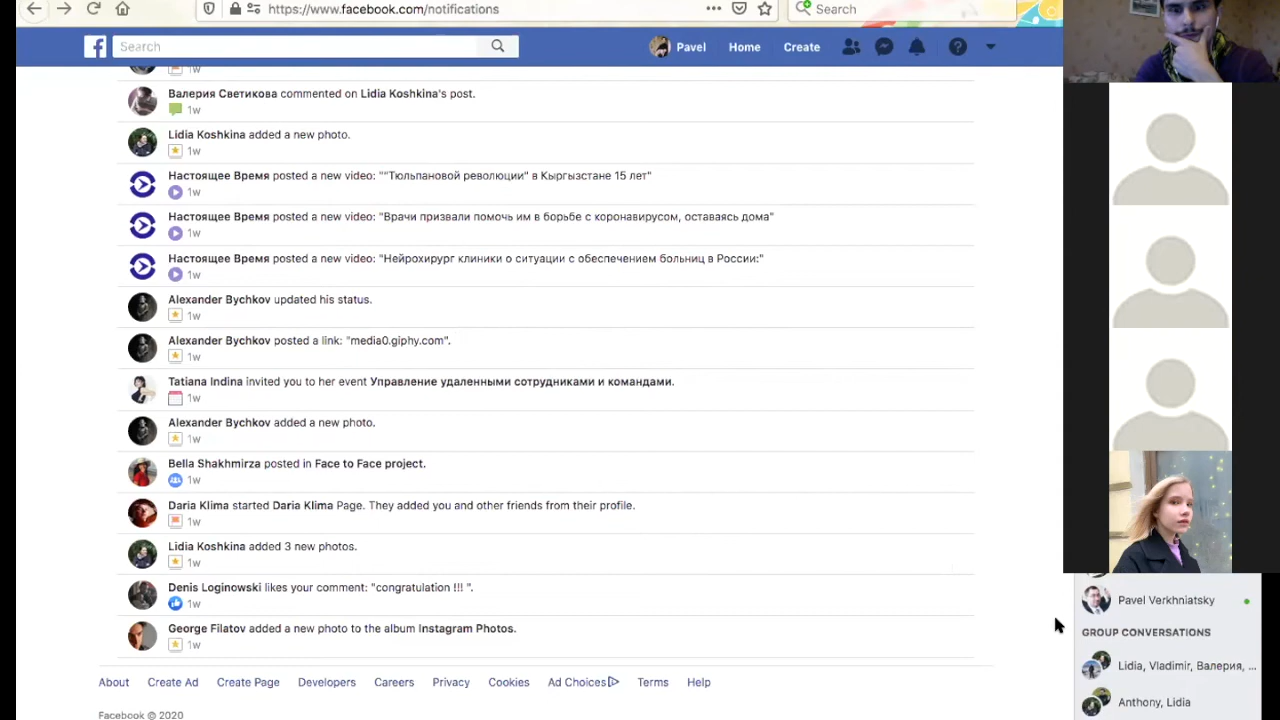 https://www.facebook.com/notifications
Search
Search
Pavel
Home
Create
1w
Валерия Светикова commented on Lidia Koshkina's post.
1w
Lidia Koshkina added a new photo.
1w
Настоящее Время posted a new video: ""Тюльпановой революции" в Кыргызстане 15 лет"
1w
Настоящее Время posted a new video: "Врачи призвали помочь им в борьбе с коронавирусом, оставаясь дома"
1w
Настоящее Время posted a new video: "Нейрохирург клиники о ситуации с обеспечением больниц в России:"
1w
Alexander Bychkov updated his status.
1w
Alexander Bychkov posted a link: "media0.giphy.com".
1w
Tatiana Indina invited you to her event Управление удаленными сотрудниками и командами.
1w
Alexander Bychkov added a new photo.
1w
Bella Shakhmirza posted in Face to Face project.
1w
Daria Klima started Daria Klima Page. They added you and other friends from their profile.
1w
Lidia Koshkina added 3 new photos.
1w
Denis Loginowski likes your comment: "congratulation !!! ".
1w
George Filatov added a new photo to the album Instagram Photos.
1w
About Create Ad Create Page Developers Careers Privacy Cookies Ad Choices Terms Help
Facebook © 2020
Pavel Verkhniatsky
GROUP CONVERSATIONS
Lidia, Vladimir, Валерия, ...
Anthony, Lidia